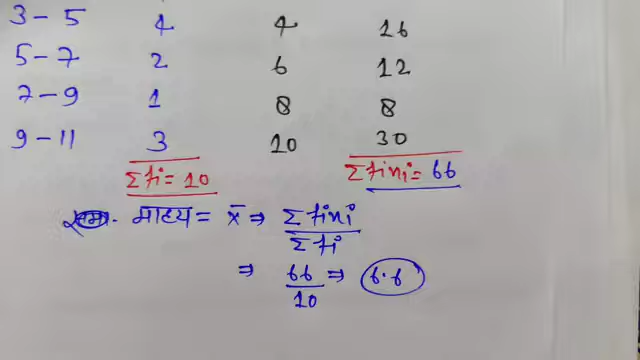 3-5 4 4 16
5-7 2 6 12
7-9 1 8 8
9-11 3 10 30
Σfi = 10 Σfixi = 66
माध्य = x̄ ⇒ Σfixi / Σfi
⇒ 66/10 ⇒ 6.6